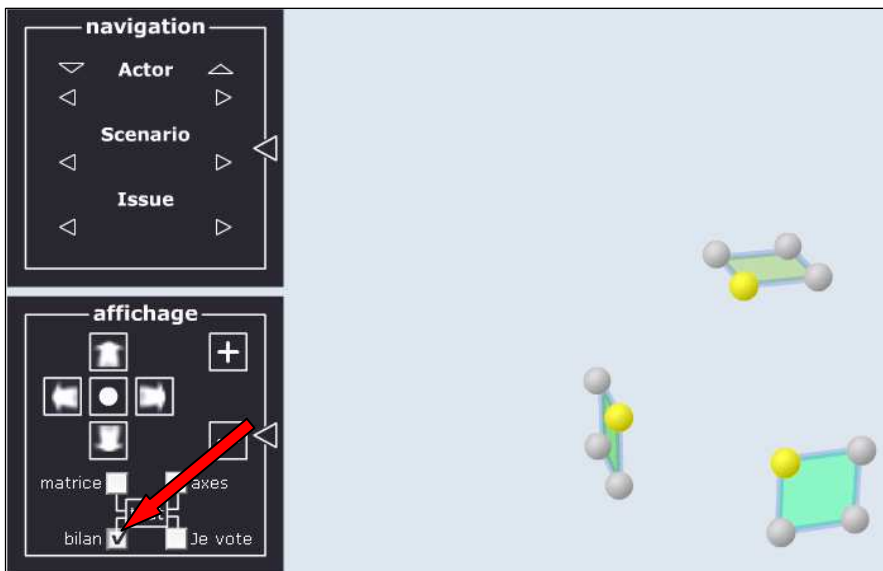 navigation
Actor
Scenario
Issue
affichage
matrice
axes
bilan
Je vote